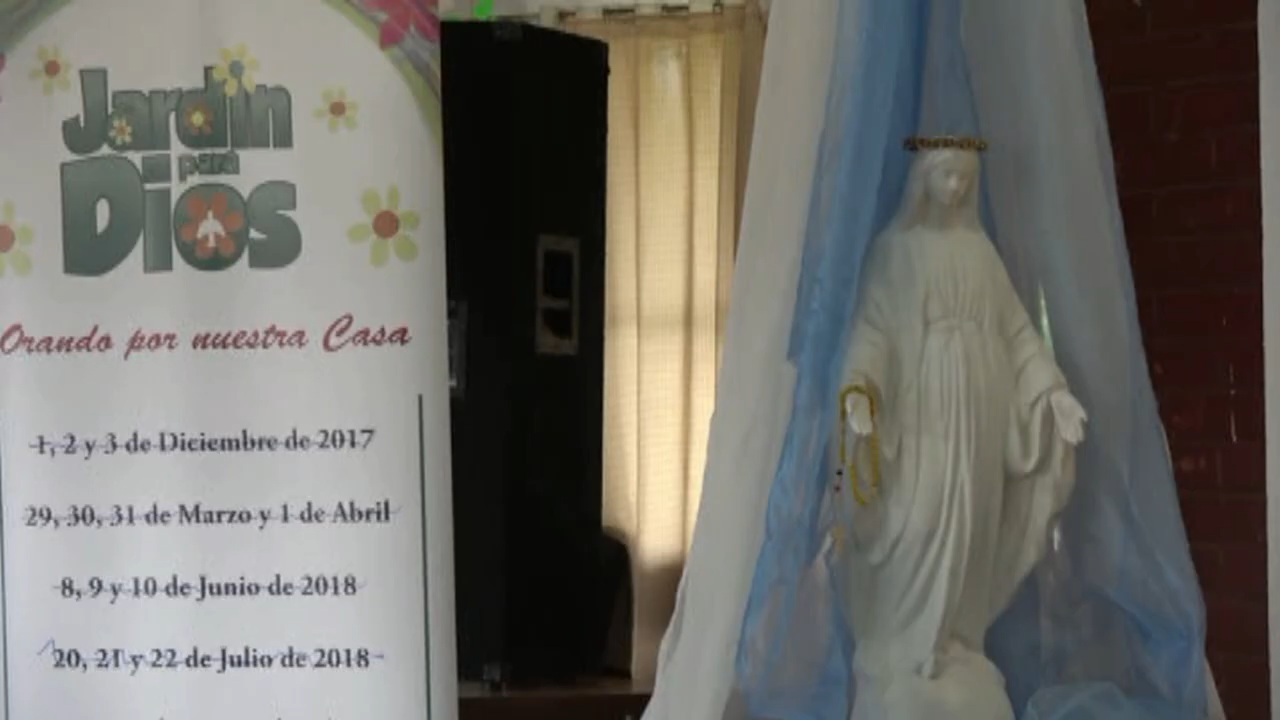 Jardín
para
Dios
Orando por nuestra Casa
1, 2 y 3 de Diciembre de 2017
29, 30, 31 de Marzo y 1 de Abril
8, 9 y 10 de Junio de 2018
20, 21 y 22 de Julio de 2018